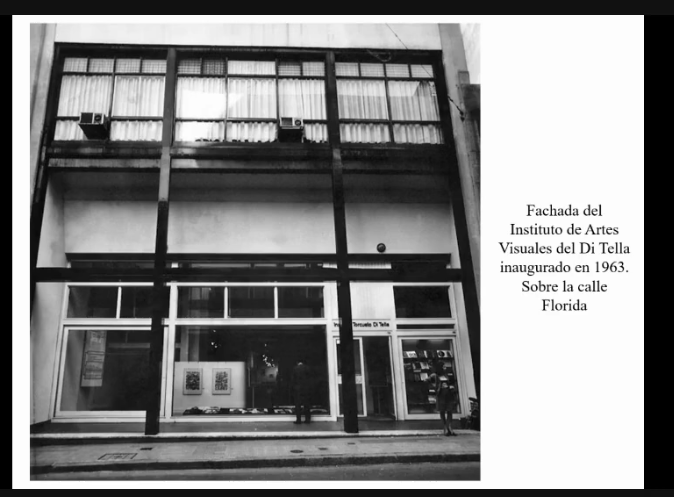 Fachada del
Instituto de Artes
Visuales del Di Tella
inaugurado en 1963.
Sobre la calle
Florida
Torcuato Di Tella